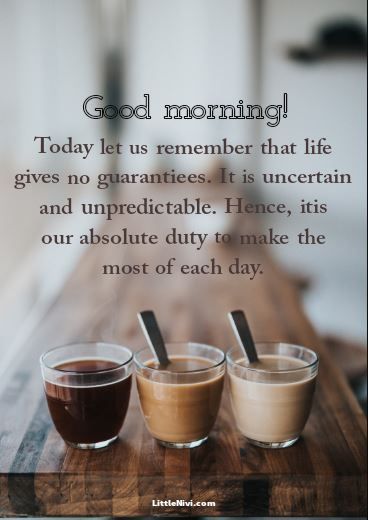 Good morning!
Today let us remember that life
gives no guarantiees. It is uncertain
and unpredictable. Hence, itis
our absolute duty to make the
most of each day.
LittleNivi.com